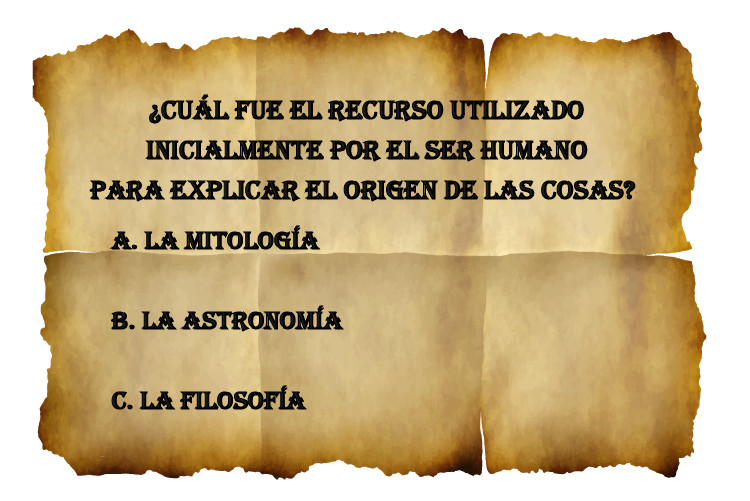 ¿CUÁL FUE EL RECURSO UTILIZADO
INICIALMENTE POR EL SER HUMANO
PARA EXPLICAR EL ORIGEN DE LAS COSAS?
A. LA MITOLOGÍA
B. LA ASTRONOMÍA
C. LA FILOSOFÍA